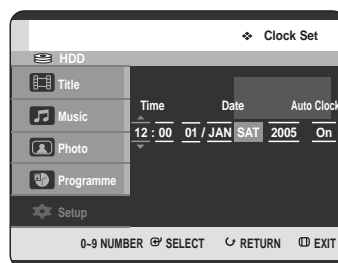 Clock Set
HDD
Title
Music
Photo
Programme
Setup
Time Date Auto Clock
12 : 00 01 / JAN SAT 2005 On
0~9 NUMBER SELECT RETURN EXIT